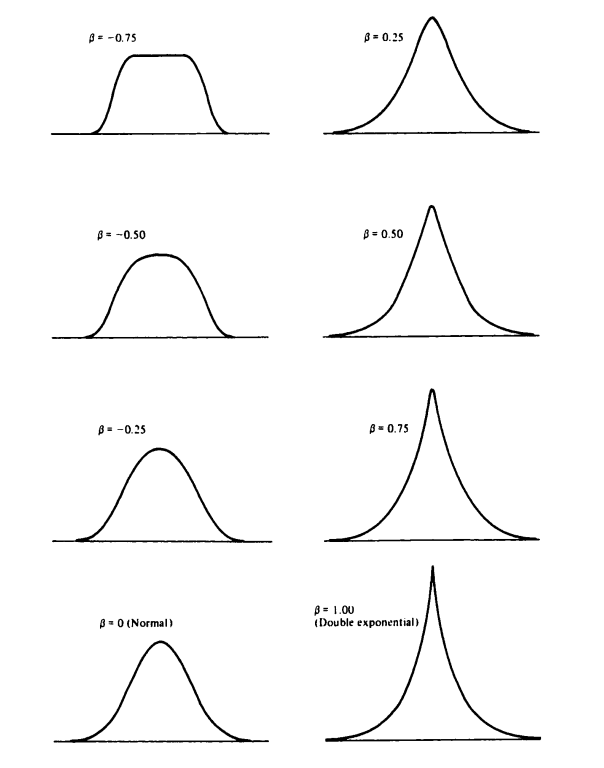 β = −0.75
β = −0.50
β = −0.25
β = 0 (Normal)
β = 0.25
β = 0.50
β = 0.75
β = 1.00
(Double exponential)